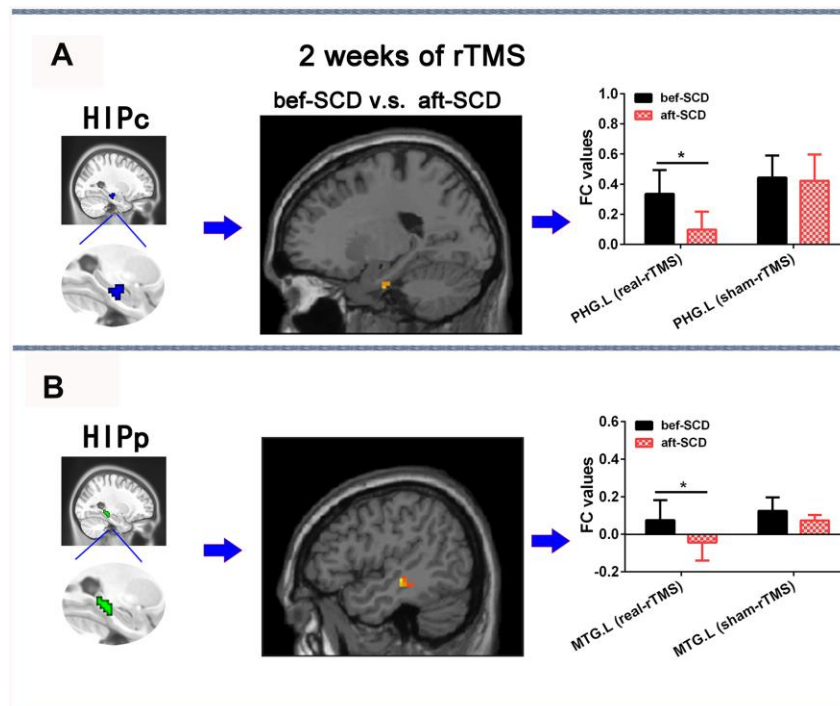 A
2 weeks of rTMS
bef-SCD v.s. aft-SCD
HIPc
bef-SCD
aft-SCD
FC values
1.0
0.8
0.6
0.4
0.2
0.0
*
PHG.L (real-rTMS)
PHG.L (sham-rTMS)
B
HIPp
bef-SCD
aft-SCD
FC values
0.6
0.4
0.2
0.0
-0.2
*
MTG.L (real-rTMS)
MTG.L (sham-rTMS)